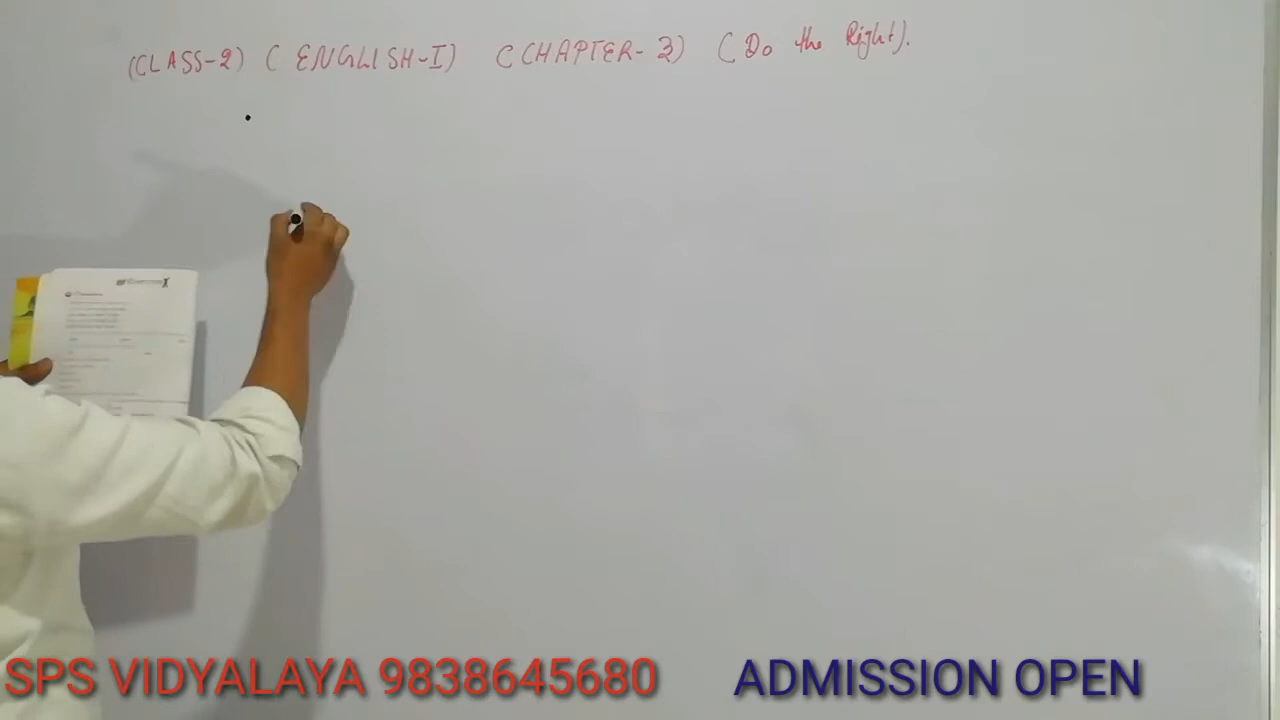 (CLASS-2) (ENGLISH-I) (CHAPTER-3) (Do the Right).
SPS VIDYALAYA 9838645680 ADMISSION OPEN